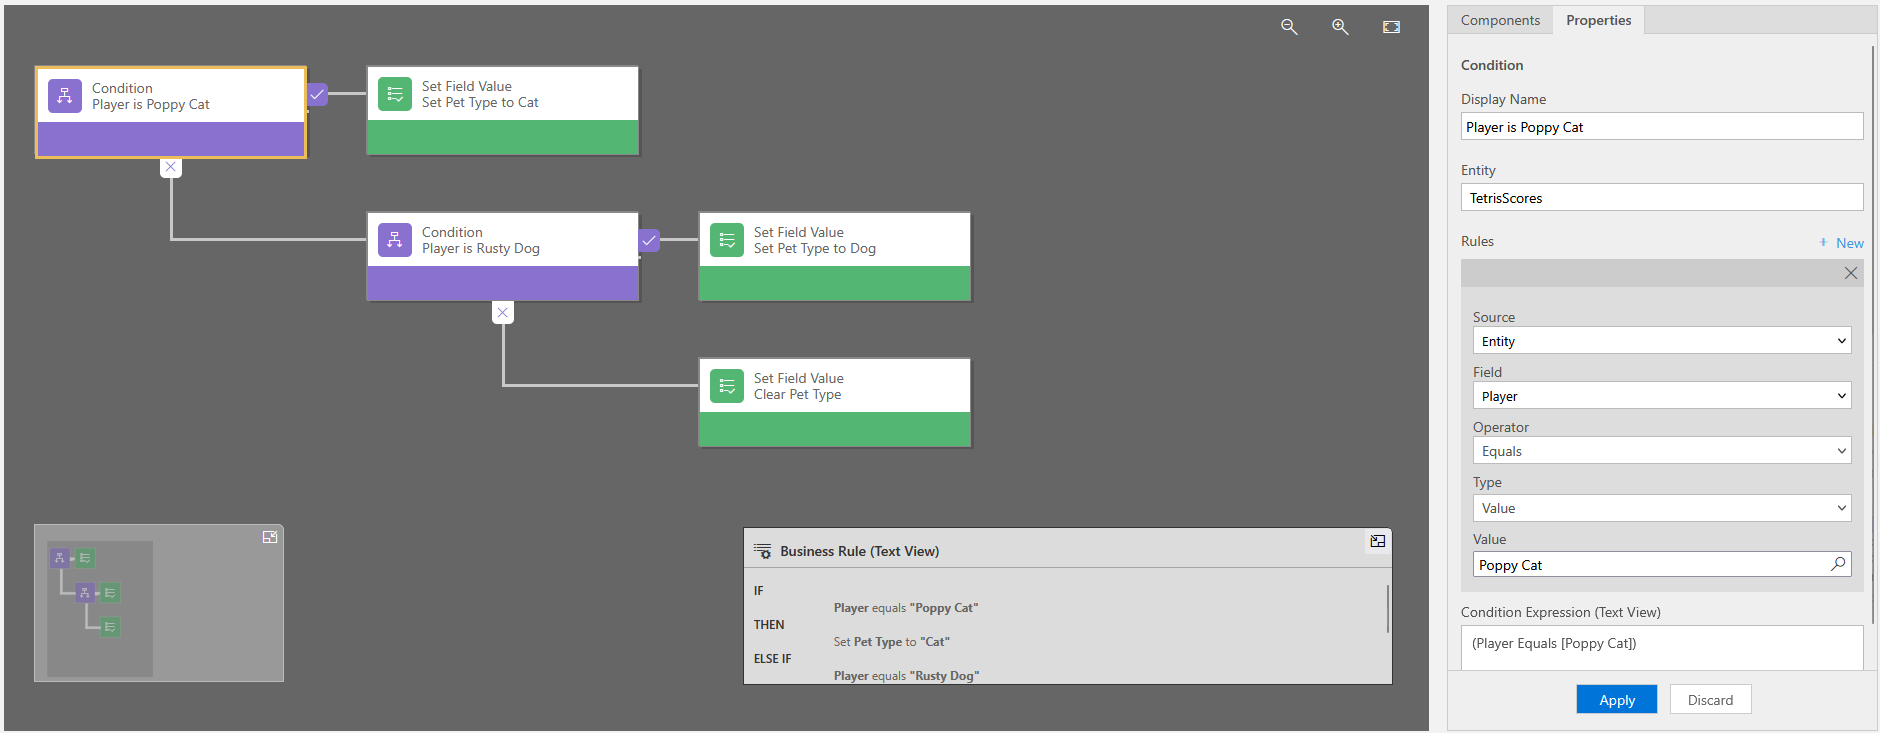 Condition
Player is Poppy Cat
Set Field Value
Set Pet Type to Cat
Condition
Player is Rusty Dog
Set Field Value
Set Pet Type to Dog
Set Field Value
Clear Pet Type
Business Rule (Text View)
IF
Player equals "Poppy Cat"
THEN
Set Pet Type to "Cat"
ELSE IF
Player equals "Rusty Dog"
Components
Properties
Condition
Display Name
Player is Poppy Cat
Entity
TetrisScores
Rules
+ New
Source
Entity
Field
Player
Operator
Equals
Type
Value
Value
Poppy Cat
Condition Expression (Text View)
(Player Equals [Poppy Cat])
Apply
Discard